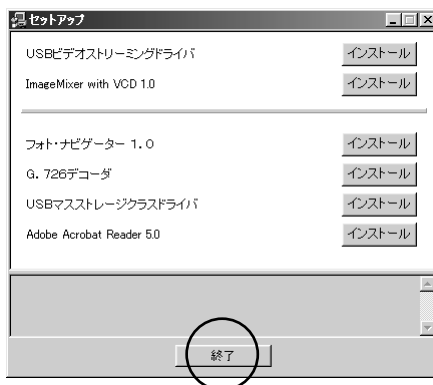 セットアップ
USBビデオストリーミングドライバ インストール
ImageMixer with VCD 1.0 インストール
フォト・ナビゲーター 1.0 インストール
G. 726デコーダ インストール
USBマスストレージクラスドライバ インストール
Adobe Acrobat Reader 5.0 インストール
終了